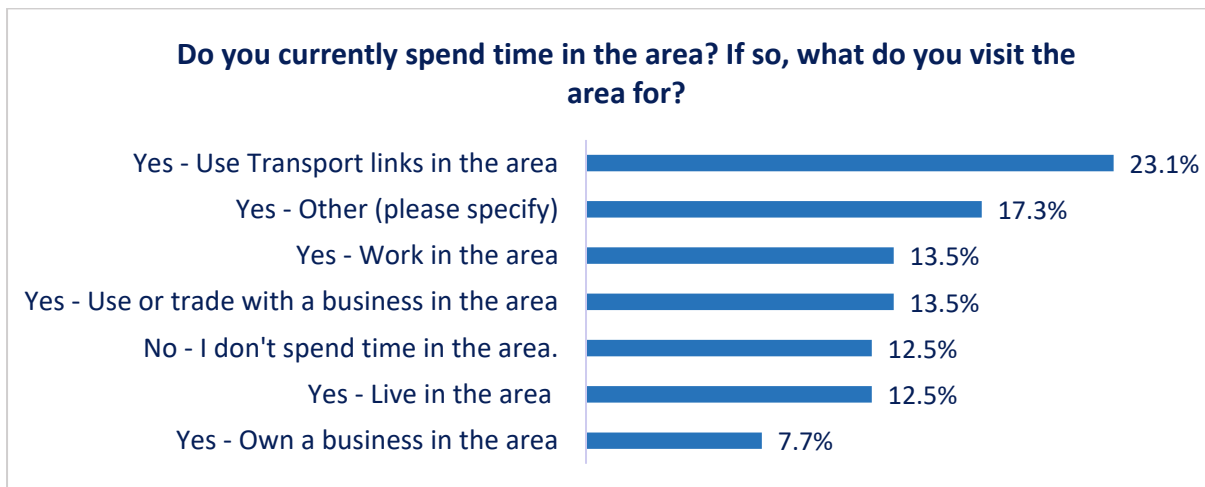 Do you currently spend time in the area? If so, what do you visit the
area for?
Yes - Use Transport links in the area
23.1%
Yes - Other (please specify)
17.3%
Yes - Work in the area
13.5%
Yes - Use or trade with a business in the area
13.5%
No - I don't spend time in the area.
12.5%
Yes - Live in the area
12.5%
Yes - Own a business in the area
7.7%